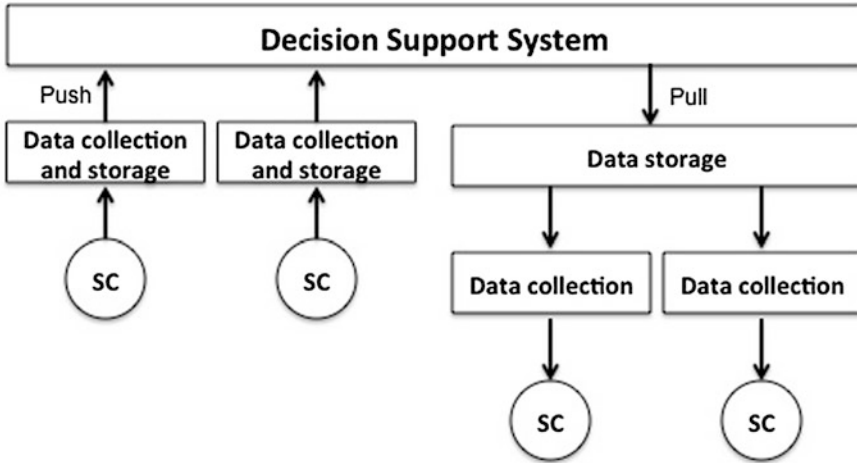 Decision Support System
Push
Pull
Data collection
and storage
Data collection
and storage
Data storage
SC
SC
Data collection
Data collection
SC
SC